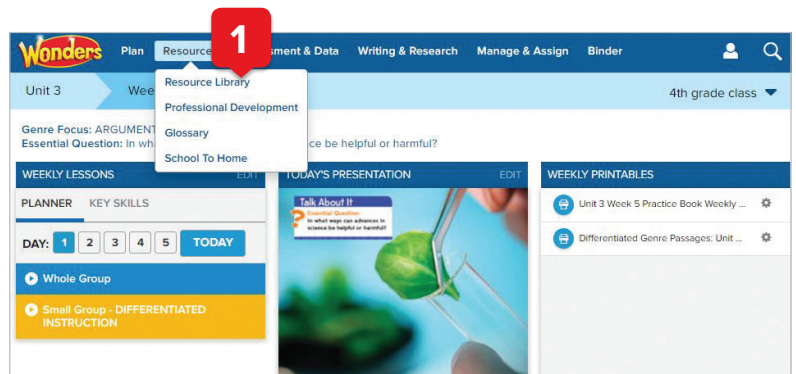 1
Wonders
Plan
Resource
sment & Data
Writing & Research
Manage & Assign
Binder
Resource Library
Professional Development
Glossary
School To Home
Unit 3
Wee
4th grade class
Genre Focus: ARGUMENT
Essential Question: In wha
ce be helpful or harmful?
WEEKLY LESSONS
EDIT
PLANNER
KEY SKILLS
DAY: 1 2 3 4 5 TODAY
Whole Group
Small Group - DIFFERENTIATED
INSTRUCTION
TODAY'S PRESENTATION
EDIT
Talk About It
Essential Question
In what ways can advances in
science be helpful or harmful?
WEEKLY PRINTABLES
Unit 3 Week 5 Practice Book Weekly ...
Differentiated Genre Passages: Unit ...